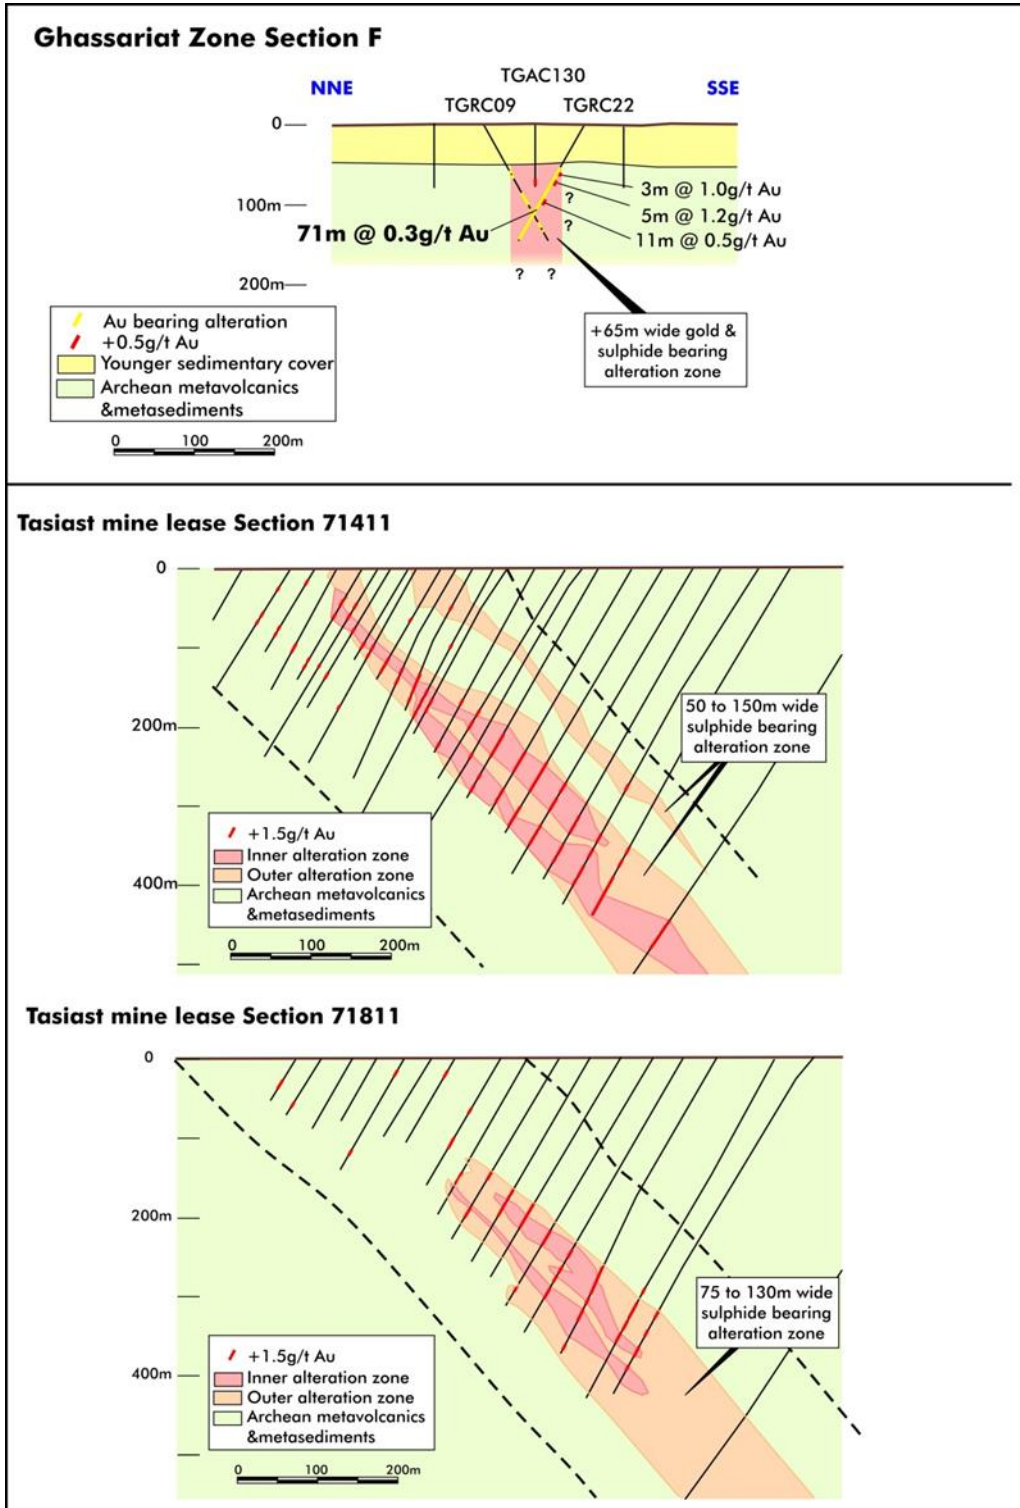 Ghassariat Zone Section F
TGAC130
NNE
SSE
TGRC09
TGRC22
0
3m @ 1.0g/t Au
?
100m
5m @ 1.2g/t Au
?
71m @ 0.3g/t Au
11m @ 0.5g/t Au
? ?
200m
Au bearing alteration
+0.5g/t Au
Younger sedimentary cover
Archean metavolcanics
&metasediments
+65m wide gold &
sulphide bearing
alteration zone
0 100 200m
Tasiast mine lease Section 71411
0
200m
400m
50 to 150m wide
sulphide bearing
alteration zone
+1.5g/t Au
Inner alteration zone
Outer alteration zone
Archean metavolcanics
&metasediments
0 100 200m
Tasiast mine lease Section 71811
0
200m
400m
75 to 130m wide
sulphide bearing
alteration zone
+1.5g/t Au
Inner alteration zone
Outer alteration zone
Archean metavolcanics
&metasediments
0 100 200m